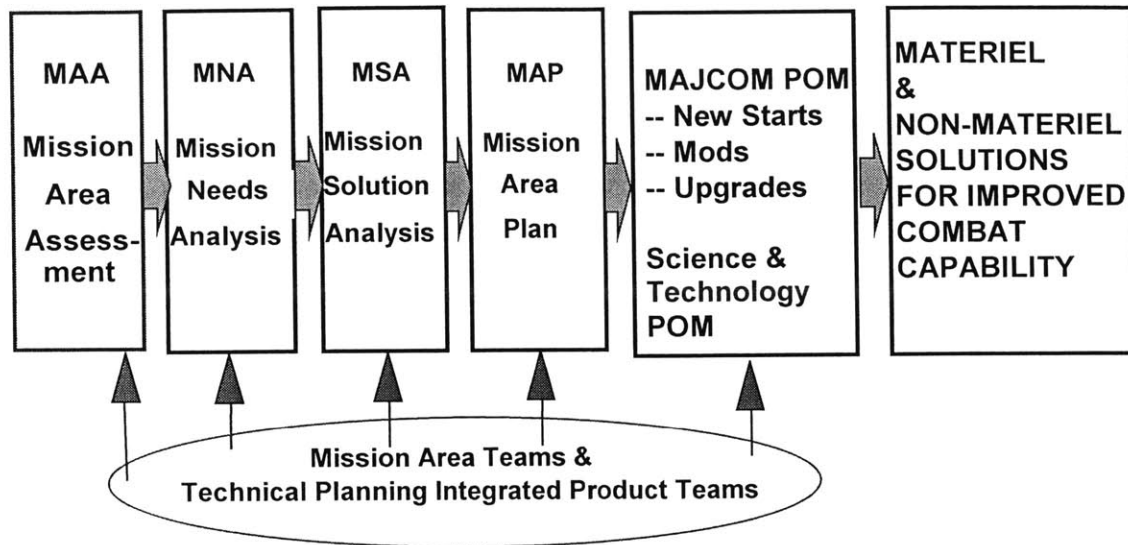 MAA
Mission
Area
Assess-
ment
MNA
Mission
Needs
Analysis
MSA
Mission
Solution
Analysis
MAP
Mission
Area
Plan
MAJCOM POM
-- New Starts
-- Mods
-- Upgrades
Science &
Technology
POM
MATERIEL
&
NON-MATERIEL
SOLUTIONS
FOR IMPROVED
COMBAT
CAPABILITY
Mission Area Teams &
Technical Planning Integrated Product Teams